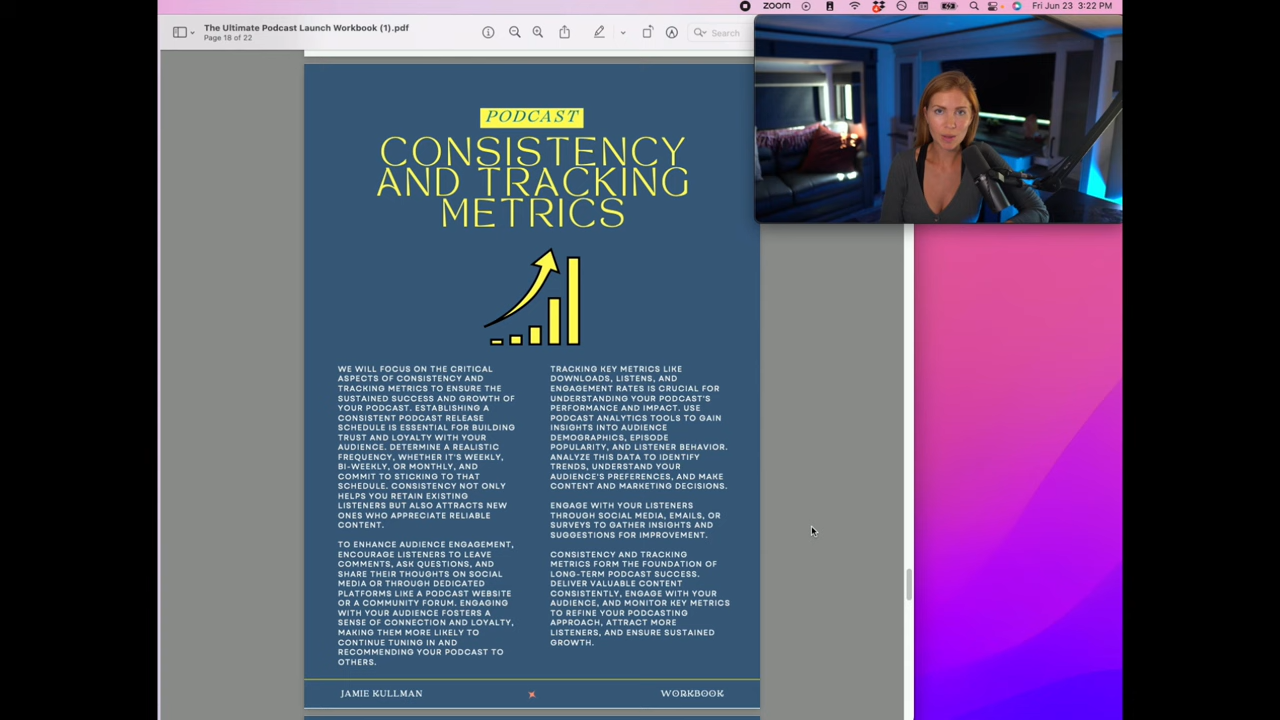 zoom
Fri Jun 23 3:22 PM
The Ultimate Podcast Launch Workbook (1).pdf
Page 18 of 22
Search
PODCAST
CONSISTENCY
AND TRACKING
METRICS
WE WILL FOCUS ON THE CRITICAL
ASPECTS OF CONSISTENCY AND
TRACKING METRICS TO ENSURE THE
SUSTAINED SUCCESS AND GROWTH OF
YOUR PODCAST. ESTABLISHING A
CONSISTENT PODCAST RELEASE
SCHEDULE IS ESSENTIAL FOR BUILDING
TRUST AND LOYALTY WITH YOUR
AUDIENCE. DETERMINE A REALISTIC
FREQUENCY, WHETHER IT'S WEEKLY,
BI-WEEKLY, OR MONTHLY, AND
COMMIT TO STICKING TO THAT
SCHEDULE. CONSISTENCY NOT ONLY
HELPS YOU RETAIN EXISTING
LISTENERS BUT ALSO ATTRACTS NEW
ONES WHO APPRECIATE RELIABLE
CONTENT.
TO ENHANCE AUDIENCE ENGAGEMENT,
ENCOURAGE LISTENERS TO LEAVE
COMMENTS, ASK QUESTIONS, AND
SHARE THEIR THOUGHTS ON SOCIAL
MEDIA OR THROUGH DEDICATED
PLATFORMS LIKE A PODCAST WEBSITE
OR A COMMUNITY FORUM. ENGAGING
WITH YOUR AUDIENCE FOSTERS A
SENSE OF CONNECTION AND LOYALTY,
MAKING THEM MORE LIKELY TO
CONTINUE TUNING IN AND
RECOMMENDING YOUR PODCAST TO
OTHERS.
TRACKING KEY METRICS LIKE
DOWNLOADS, LISTENS, AND
ENGAGEMENT RATES IS CRUCIAL FOR
UNDERSTANDING YOUR PODCAST'S
PERFORMANCE AND IMPACT. USE
PODCAST ANALYTICS TOOLS TO GAIN
INSIGHTS INTO AUDIENCE
DEMOGRAPHICS, EPISODE
POPULARITY, AND LISTENER BEHAVIOR.
ANALYZE THIS DATA TO IDENTIFY
TRENDS, UNDERSTAND YOUR
AUDIENCE'S PREFERENCES, AND MAKE
CONTENT AND MARKETING DECISIONS.
ENGAGE WITH YOUR LISTENERS
THROUGH SOCIAL MEDIA, EMAILS, OR
SURVEYS TO GATHER INSIGHTS AND
SUGGESTIONS FOR IMPROVEMENT.
CONSISTENCY AND TRACKING
METRICS FORM THE FOUNDATION OF
LONG-TERM PODCAST SUCCESS.
DELIVER VALUABLE CONTENT
CONSISTENTLY, ENGAGE WITH YOUR
AUDIENCE, AND MONITOR KEY METRICS
TO REFINE YOUR PODCASTING
APPROACH, ATTRACT MORE
LISTENERS, AND ENSURE SUSTAINED
GROWTH.
JAMIE KULLMAN
WORKBOOK